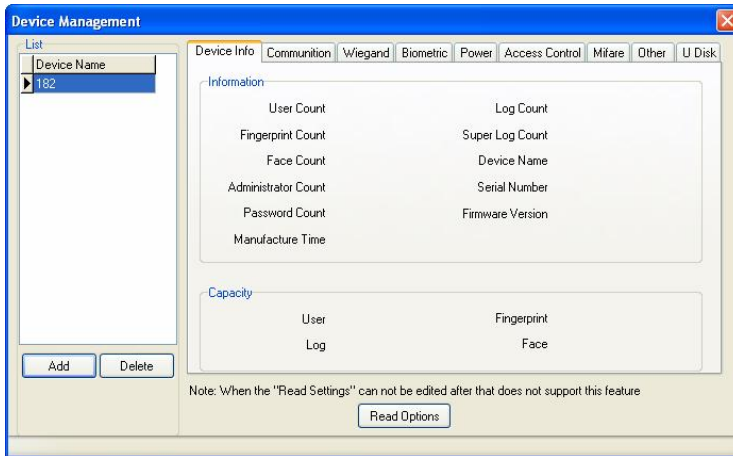 Device Management
List
Device Name
182
Add
Delete
Device Info
Communition
Wiegand
Biometric
Power
Access Control
Mifare
Other
U Disk
Information
User Count
Log Count
Fingerprint Count
Super Log Count
Face Count
Device Name
Administrator Count
Serial Number
Password Count
Firmware Version
Manufacture Time
Capacity
User
Fingerprint
Log
Face
Note: When the "Read Settings" can not be edited after that does not support this feature
Read Options